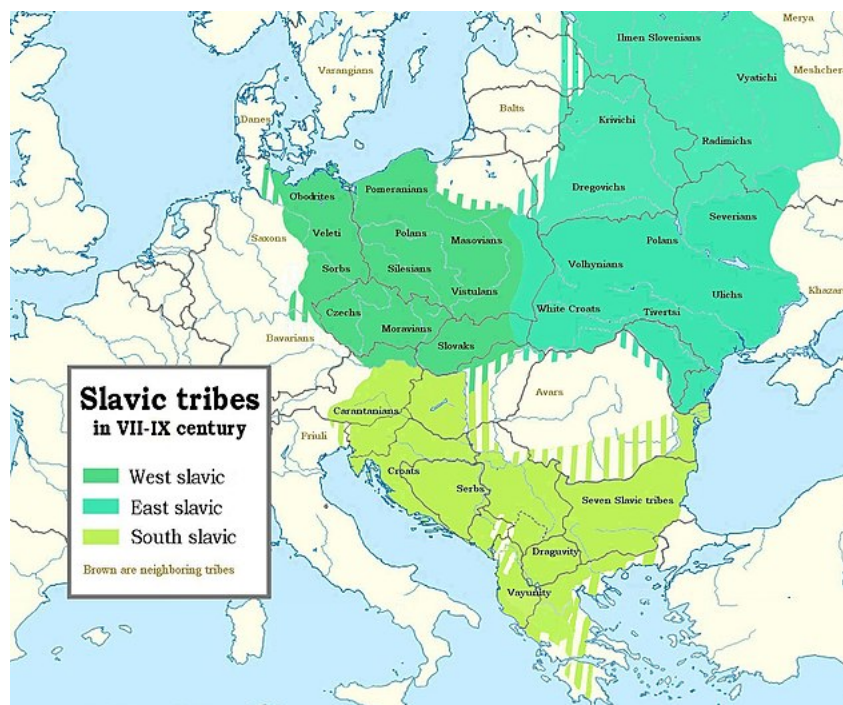 Merya
Ilmen Slovenians
Varangians
Meshchera
Vyatichi
Balts
Danes
Krivichi
Radimichs
Pomeranians
Dregovichs
Obodrites
Severians
Veleti
Polans
Masovians
Polans
Saxons
Sorbs
Silesians
Volhynians
Khazars
Vistulans
Ulichs
Czechs
White Croats
Tivertsi
Moravians
Bavarians
Slovaks
Avars
Carantanians
Friuli
Croats
Serbs
Seven Slavic tribes
Draguvity
Vayunity
Slavic tribes
in VII-IX century
West slavic
East slavic
South slavic
Brown are neighboring tribes